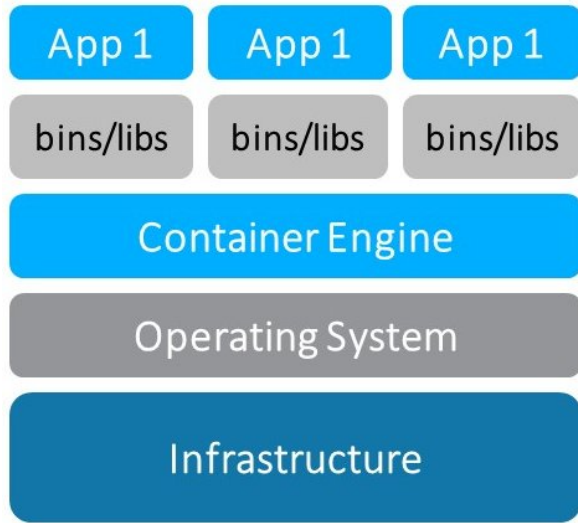 App 1 App 1 App 1
bins/libs bins/libs bins/libs
Container Engine
Operating System
Infrastructure